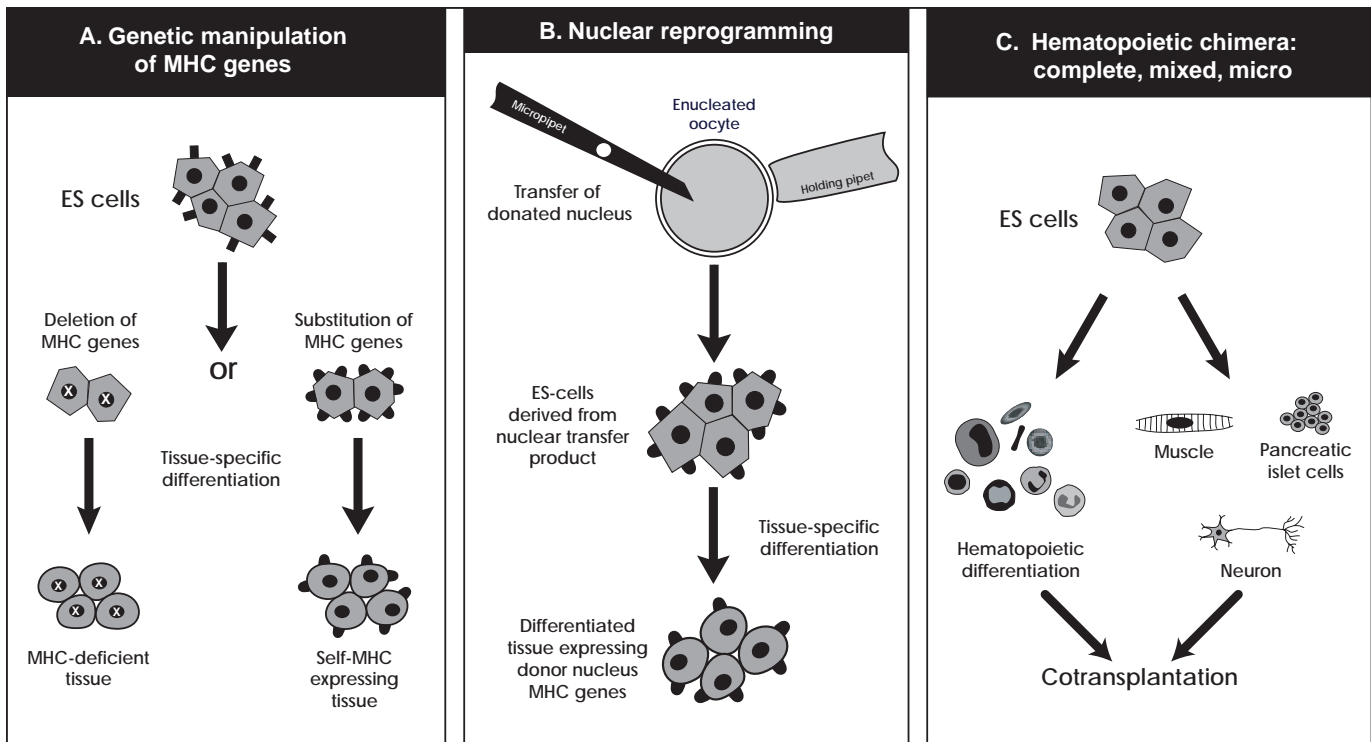 A. Genetic manipulation
of MHC genes
ES cells
Deletion of
MHC genes
or
Substitution of
MHC genes
X
X
Tissue-specific
differentiation
X
X
X
X
MHC-deficient
tissue
Self-MHC
expressing
tissue
B. Nuclear reprogramming
Micropipet
Enucleated
oocyte
Holding pipet
Transfer of
donated nucleus
ES-cells
derived from
nuclear transfer
product
Tissue-specific
differentiation
Differentiated
tissue expressing
donor nucleus
MHC genes
C. Hematopoietic chimera:
complete, mixed, micro
ES cells
Muscle
Pancreatic
islet cells
Hematopoietic
differentiation
Neuron
Cotransplantation